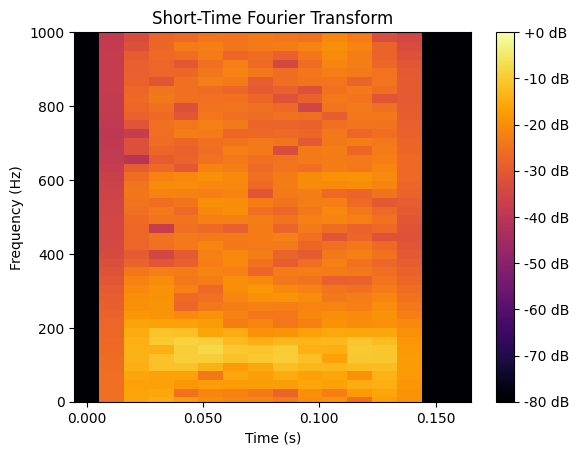 Short-Time Fourier Transform
1000
800
600
400
200
0
Frequency (Hz)
0.000
0.050
0.100
0.150
Time (s)
+0 dB
-10 dB
-20 dB
-30 dB
-40 dB
-50 dB
-60 dB
-70 dB
-80 dB